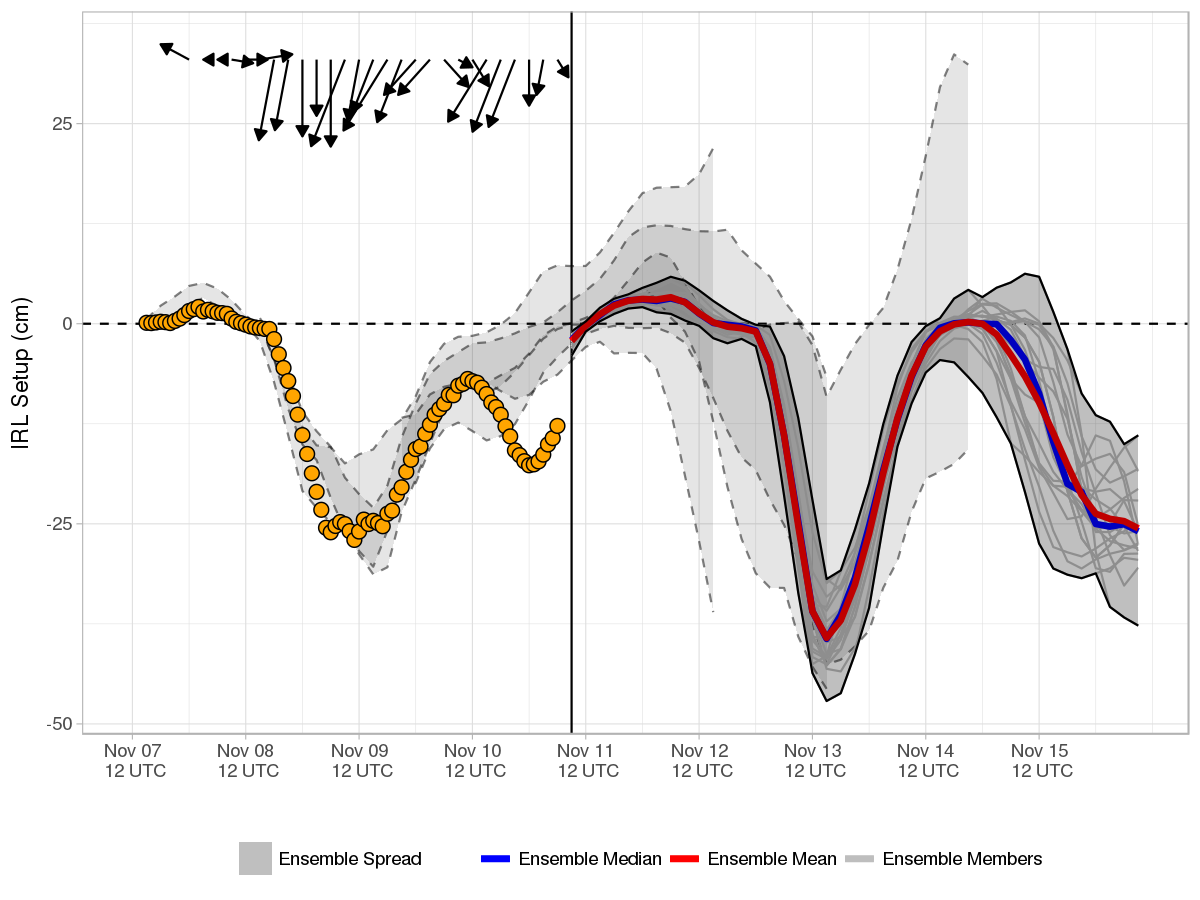 IRL Setup (cm)
25
0
-25
-50
Nov 07 Nov 08 Nov 09 Nov 10 Nov 11 Nov 12 Nov 13 Nov 14 Nov 15
12 UTC 12 UTC 12 UTC 12 UTC 12 UTC 12 UTC 12 UTC 12 UTC 12 UTC
Ensemble Spread Ensemble Median Ensemble Mean Ensemble Members